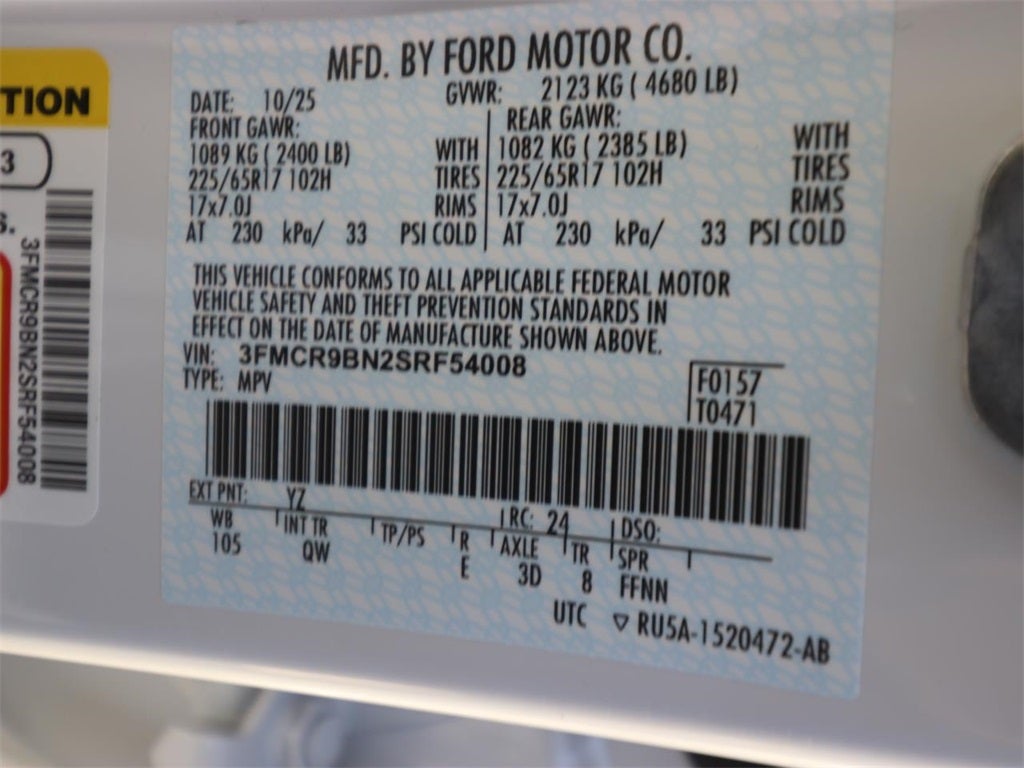 TION
3
S.
3FMCR9BN2SRF54008
MFD. BY FORD MOTOR CO.
DATE: 10/25 GVWR: 2123 KG ( 4680 LB)
FRONT GAWR: REAR GAWR:
1089 KG ( 2400 LB) WITH 1082 KG ( 2385 LB) WITH
225/65R17 102H TIRES 225/65R17 102H TIRES
17x7.0J RIMS 17x7.0J RIMS
AT 230 kPa/ 33 PSI COLD AT 230 kPa/ 33 PSI COLD
THIS VEHICLE CONFORMS TO ALL APPLICABLE FEDERAL MOTOR
VEHICLE SAFETY AND THEFT PREVENTION STANDARDS IN
EFFECT ON THE DATE OF MANUFACTURE SHOWN ABOVE.
VIN: 3FMCR9BN2SRF54008
TYPE: MPV
F0157
T0471
EXT PNT: YZ RC: 24 DSO:
WB INT TR TP/PS R AXLE TR SPR
105 QW E 3D 8 FFNN
UTC ▽ RU5A-1520472-AB